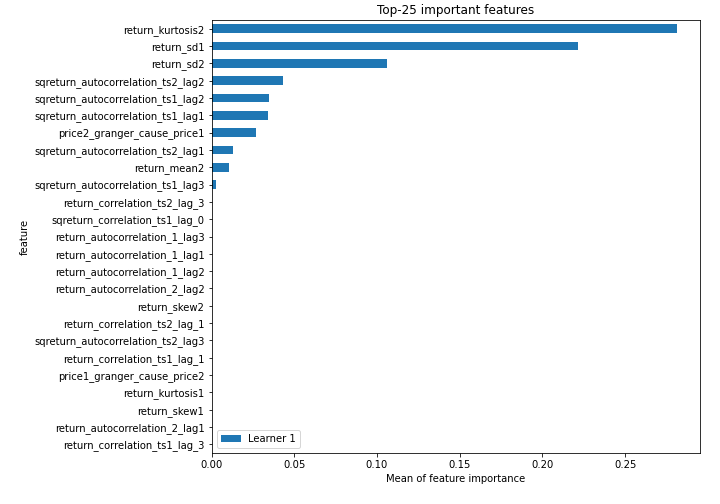 Top-25 important features
return_kurtosis2
return_sd1
return_sd2
sqreturn_autocorrelation_ts2_lag2
sqreturn_autocorrelation_ts1_lag2
sqreturn_autocorrelation_ts1_lag1
price2_granger_cause_price1
sqreturn_autocorrelation_ts2_lag1
return_mean2
sqreturn_autocorrelation_ts1_lag3
return_correlation_ts2_lag_3
sqreturn_correlation_ts1_lag_0
return_autocorrelation_1_lag3
return_autocorrelation_1_lag1
return_autocorrelation_1_lag2
return_autocorrelation_2_lag2
return_skew2
return_correlation_ts2_lag_1
sqreturn_autocorrelation_ts2_lag3
return_correlation_ts1_lag_1
price1_granger_cause_price2
return_kurtosis1
return_skew1
return_autocorrelation_2_lag1
return_correlation_ts1_lag_3
feature
Learner 1
0.00 0.05 0.10 0.15 0.20 0.25
Mean of feature importance